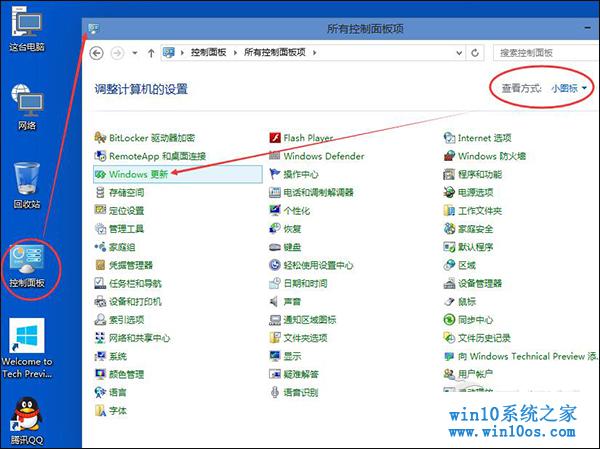 这台电脑
网络
回收站
控制面板
Welcome to
Tech Previ...
腾讯QQ
所有控制面板项
控制面板 › 所有控制面板项 ›
搜索控制面板
调整计算机的设置
查看方式: 小图标
BitLocker 驱动器加密
Flash Player
Internet 选项
RemoteApp 和桌面连接
Windows Defender
Windows 防火墙
Windows 更新
操作中心
程序和功能
存储空间
电话和调制解调器
电源选项
定位设置
个性化
工作文件夹
管理工具
恢复
家庭安全
家庭组
键盘
默认程序
凭据管理器
轻松使用设置中心
区域
任务栏和导航
日期和时间
设备管理器
设备和打印机
声音
鼠标
索引选项
通知区域图标
同步中心
网络和共享中心
文件夹选项
文件历史记录
系统
显示
向 Windows Technical Preview 添...
颜色管理
疑难解答
用户帐户
语言
语音识别
字体
win10系统之家
www.win10os.com